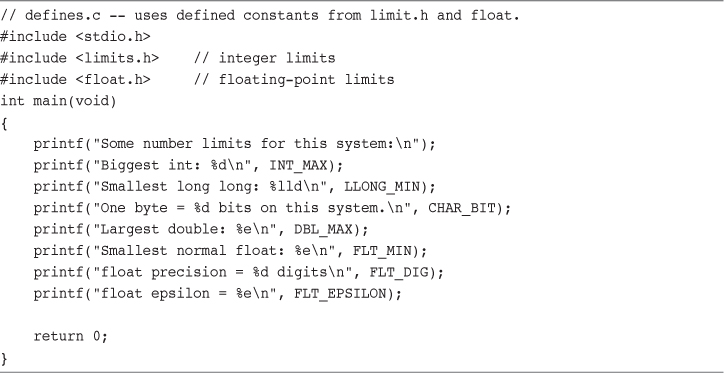 // defines.c -- uses defined constants from limit.h and float.
#include <stdio.h>
#include <limits.h>    // integer limits
#include <float.h>     // floating-point limits
int main(void)
{
    printf("Some number limits for this system:\n");
    printf("Biggest int: %d\n", INT_MAX);
    printf("Smallest long long: %lld\n", LLONG_MIN);
    printf("One byte = %d bits on this system.\n", CHAR_BIT);
    printf("Largest double: %e\n", DBL_MAX);
    printf("Smallest normal float: %e\n", FLT_MIN);
    printf("float precision = %d digits\n", FLT_DIG);
    printf("float epsilon = %e\n", FLT_EPSILON);

    return 0;
}